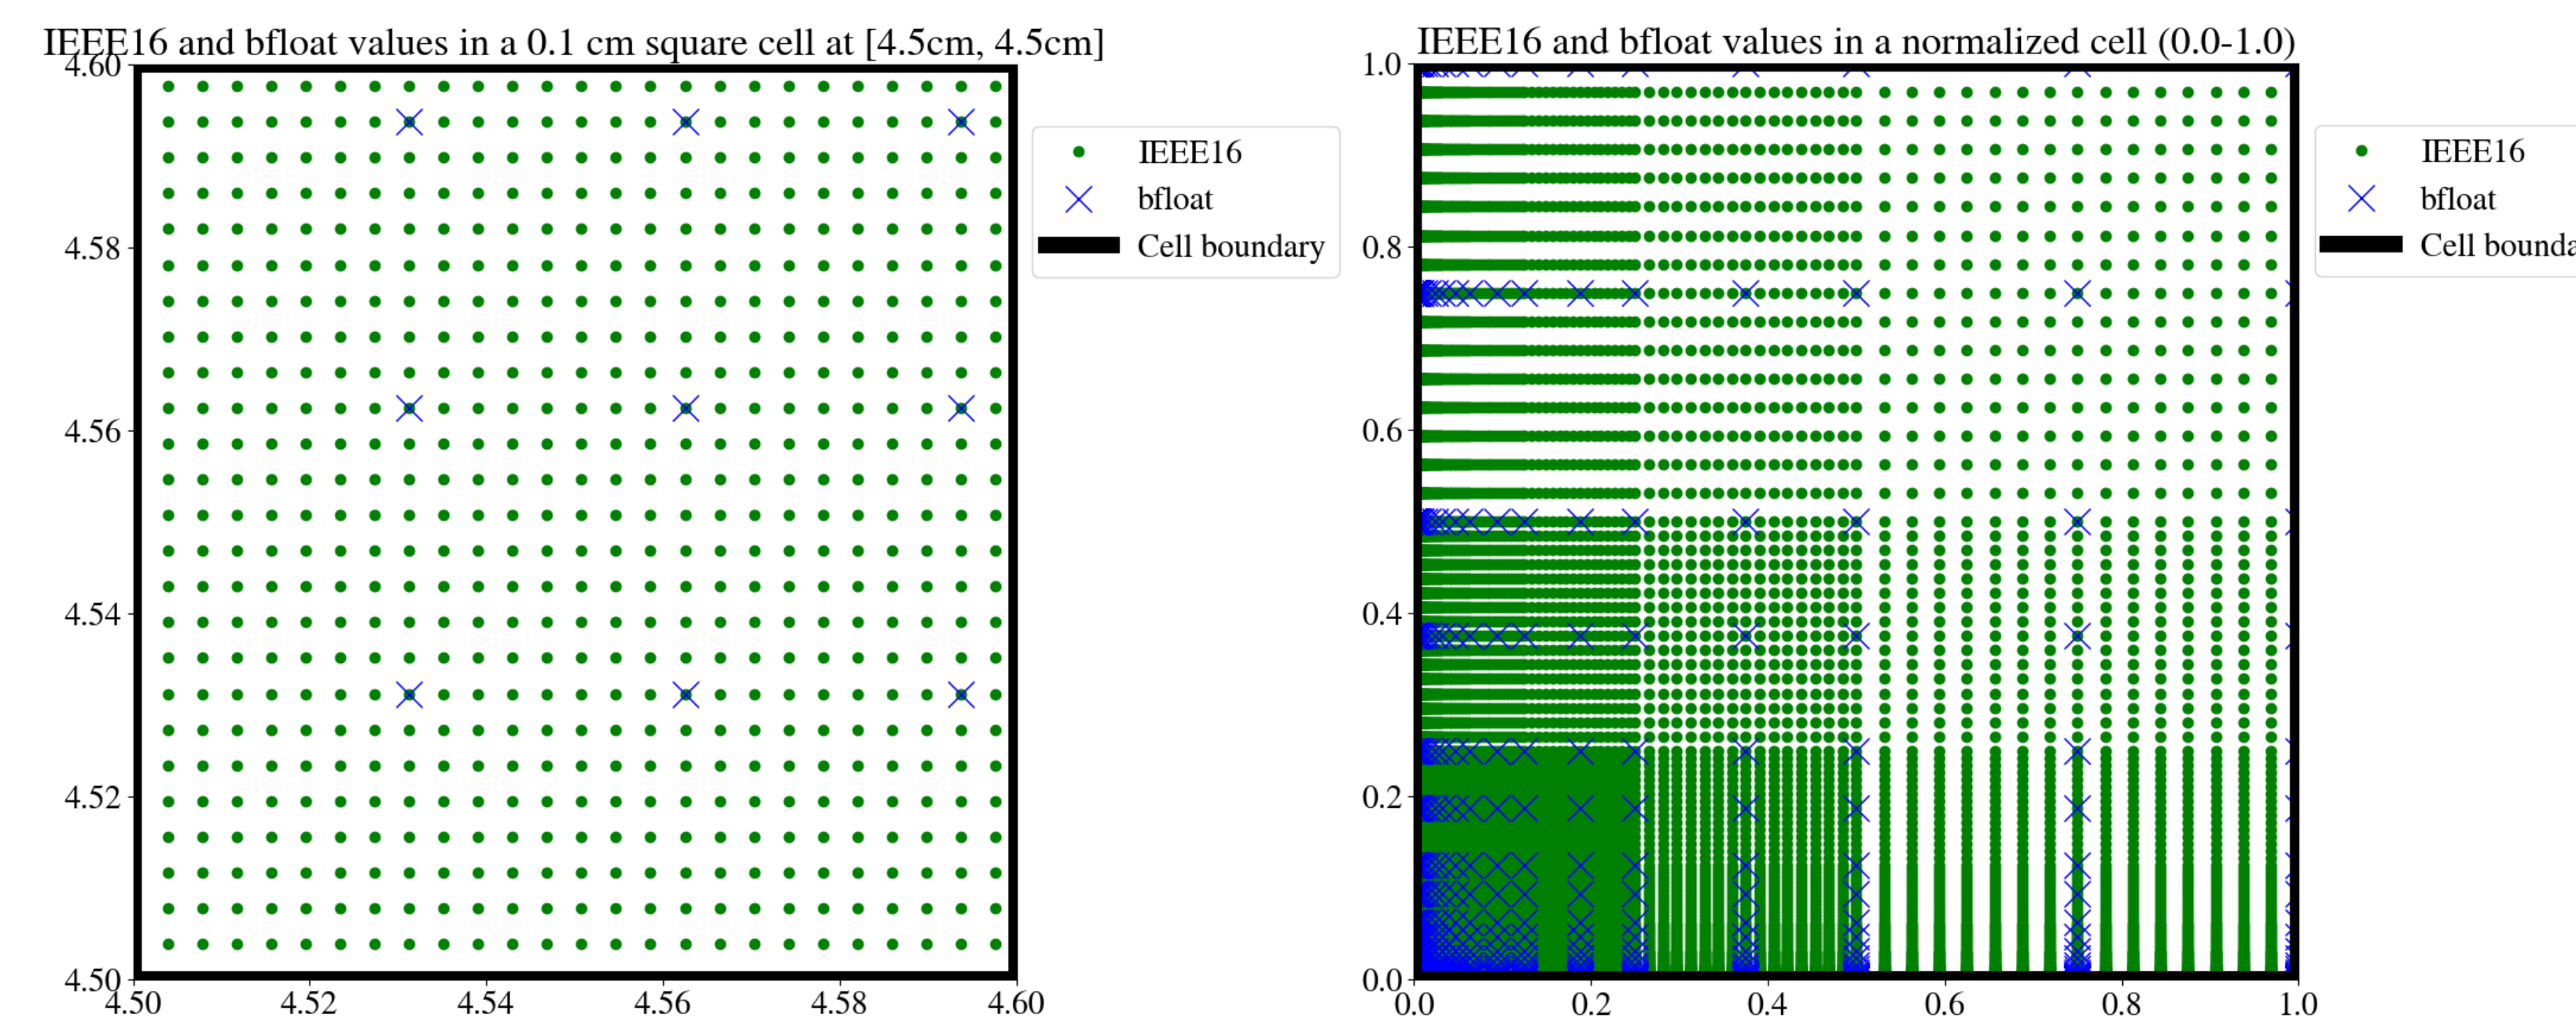 IEEE16 and bfloat values in a 0.1 cm square cell at [4.5cm, 4.5cm]
4.60
4.58
4.56
4.54
4.52
4.50
4.50 4.52 4.54 4.56 4.58 4.60
IEEE16
bfloat
Cell boundary
IEEE16 and bfloat values in a normalized cell (0.0-1.0)
1.0
0.8
0.6
0.4
0.2
0.0
0.0 0.2 0.4 0.6 0.8 1.0
IEEE16
bfloat
Cell bounda